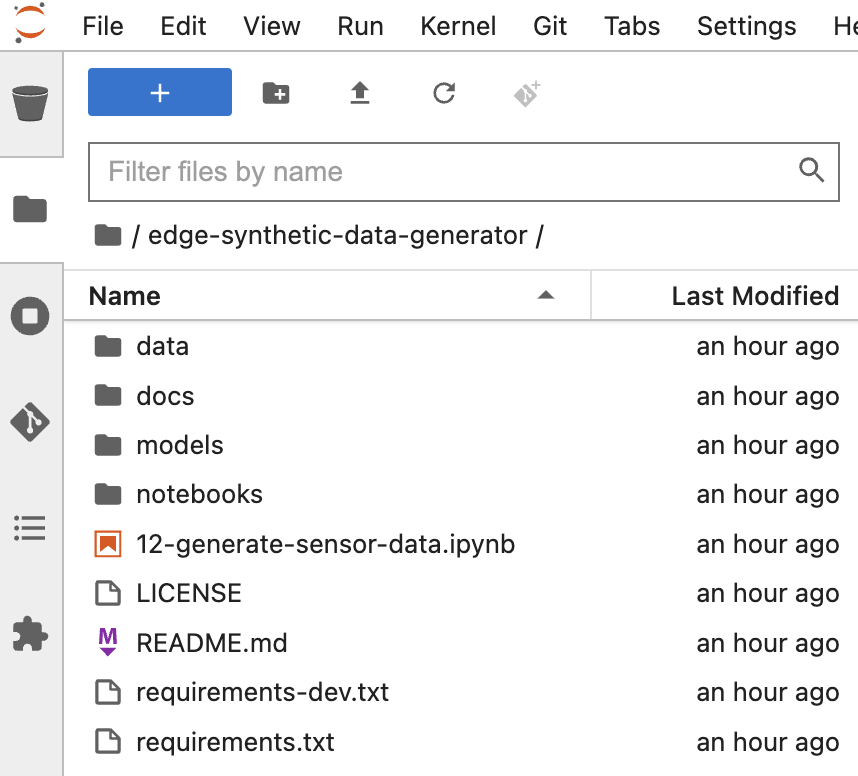 File Edit View Run Kernel Git Tabs Settings He
+
Filter files by name
/ edge-synthetic-data-generator /
Name Last Modified
data an hour ago
docs an hour ago
models an hour ago
notebooks an hour ago
12-generate-sensor-data.ipynb an hour ago
LICENSE an hour ago
README.md an hour ago
requirements-dev.txt an hour ago
requirements.txt an hour ago